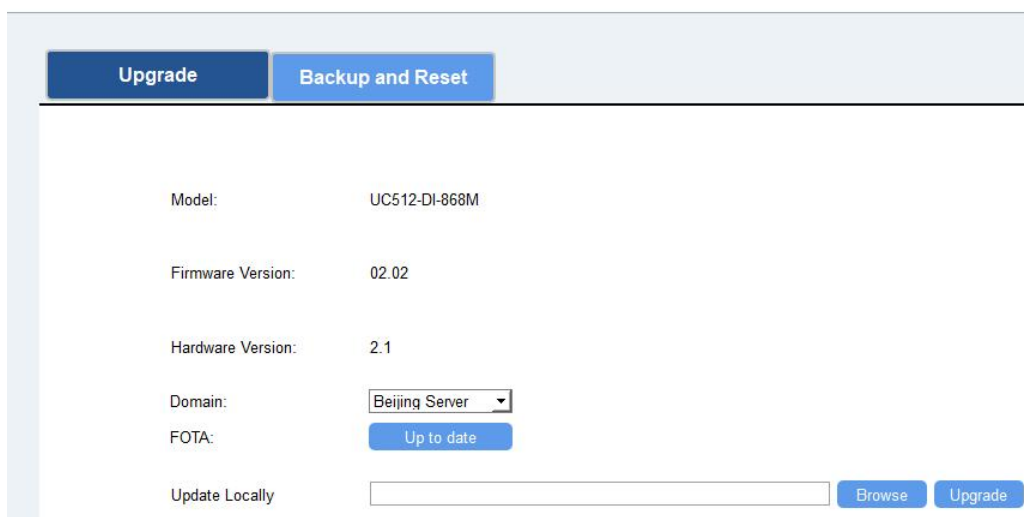 Upgrade Backup and Reset
Model: UC512-DI-868M
Firmware Version: 02.02
Hardware Version: 2.1
Domain: Beijing Server
FOTA: Up to date
Update Locally Browse Upgrade